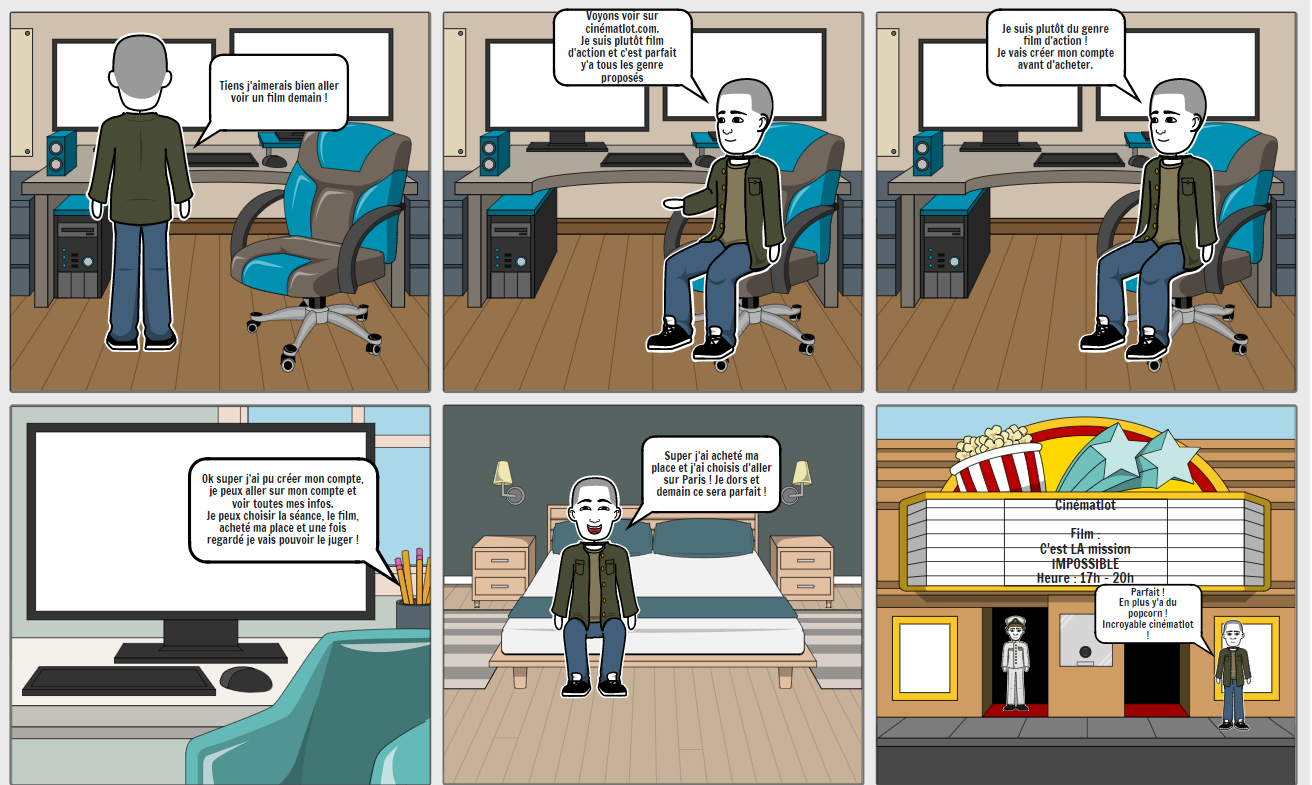 Tiens j'aimerais bien aller
voir un film demain !
Voyons voir sur
cinématlot.com.
Je suis plutôt film
d'action et c'est parfait
y'a tous les genre
proposés
Je suis plutôt du genre
film d'action !
Je vais créer mon compte
avant d'acheter.
Ok super j'ai pu créer mon compte,
je peux aller sur mon compte et
voir toutes mes infos.
Je peux choisir la séance, le film,
acheté ma place et une fois
regardé je vais pouvoir le juger !
Super j'ai acheté ma
place et j'ai choisis d'aller
sur Paris ! Je dors et
demain ce sera parfait !
Cinématlot
Film :
C'est LA mission
IMPOSSIBLE
Heure : 17h - 20h
Parfait !
En plus y'a du
popcorn !
Incroyable cinématlot
!